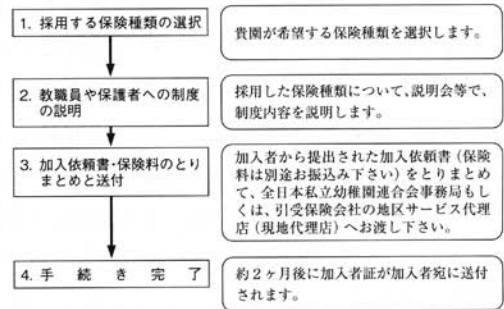 1. 採用する保険種類の選択
貴園が希望する保険種類を選択します。
2. 教職員や保護者への制度
の説明
採用した保険種類について、説明会等で、
制度内容を説明します。
3. 加入依頼書・保険料のとり
まとめと送付
加入者から提出された加入依頼書（保険
料は別途お振込み下さい）をとりまとめ
て、全日本私立幼稚園連合会事務局もし
くは、引受保険会社の地区サービス代理
店（現地代理店）へお渡し下さい。
4. 手続き完了
約2ヶ月後に加入者証が加入者宛に送付
されます。